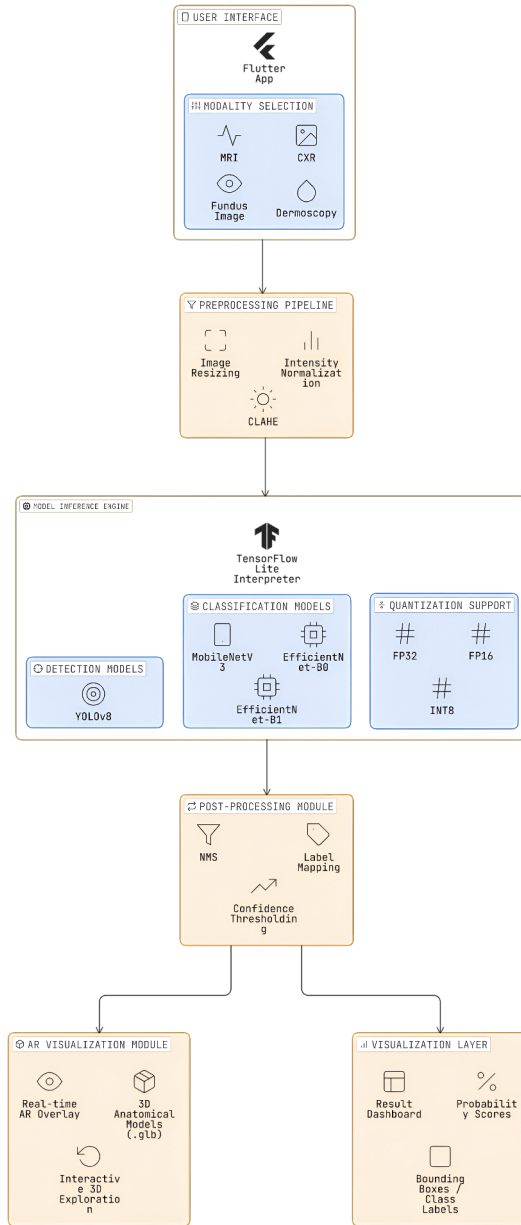 USER INTERFACE
Flutter
App
MODALITY SELECTION
MRI
CXR
Fundus
Image
Dermoscopy
PREPROCESSING PIPELINE
Image
Resizing
Intensity
Normalizat
ion
CLAHE
MODEL INFERENCE ENGINE
TensorFlow
Lite
Interpreter
DETECTION MODELS
YOLOv8
CLASSIFICATION MODELS
MobileNetV
3
EfficientN
et-B0
EfficientN
et-B1
QUANTIZATION SUPPORT
FP32
FP16
INT8
POST-PROCESSING MODULE
NMS
Label
Mapping
Confidence
Thresholdin
g
AR VISUALIZATION MODULE
Real-time
AR Overlay
3D
Anatomical
Models
(.glb)
Interactiv
e 3D
Exploratio
n
VISUALIZATION LAYER
Result
Dashboard
Probabilit
y Scores
Bounding
Boxes /
Class
Labels